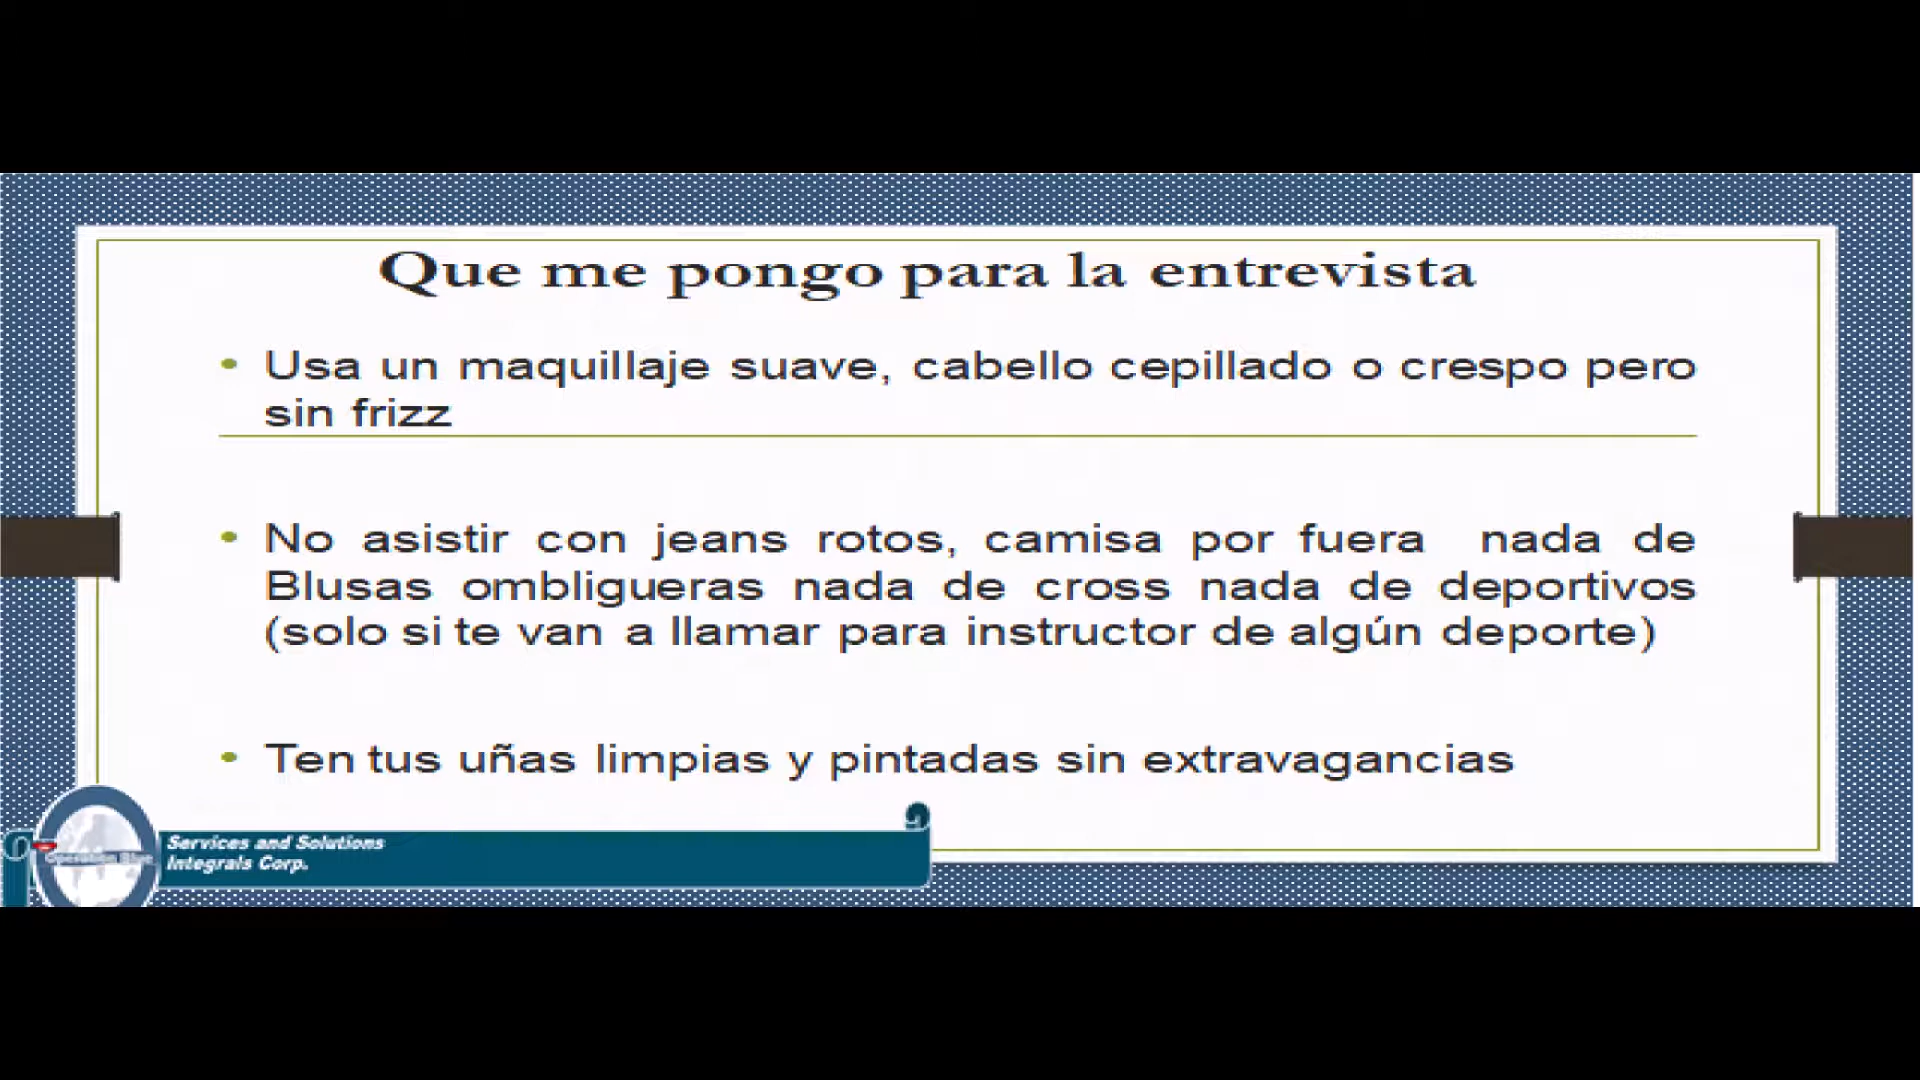 Que me pongo para la entrevista
• Usa un maquillaje suave, cabello cepillado o crespo pero
sin frizz
• No asistir con jeans rotos, camisa por fuera nada de
Blusas ombligueras nada de cross nada de deportivos
(solo si te van a llamar para instructor de algún deporte)
• Ten tus uñas limpias y pintadas sin extravagancias
Operation Blue
Services and Solutions
Integrals Corp.